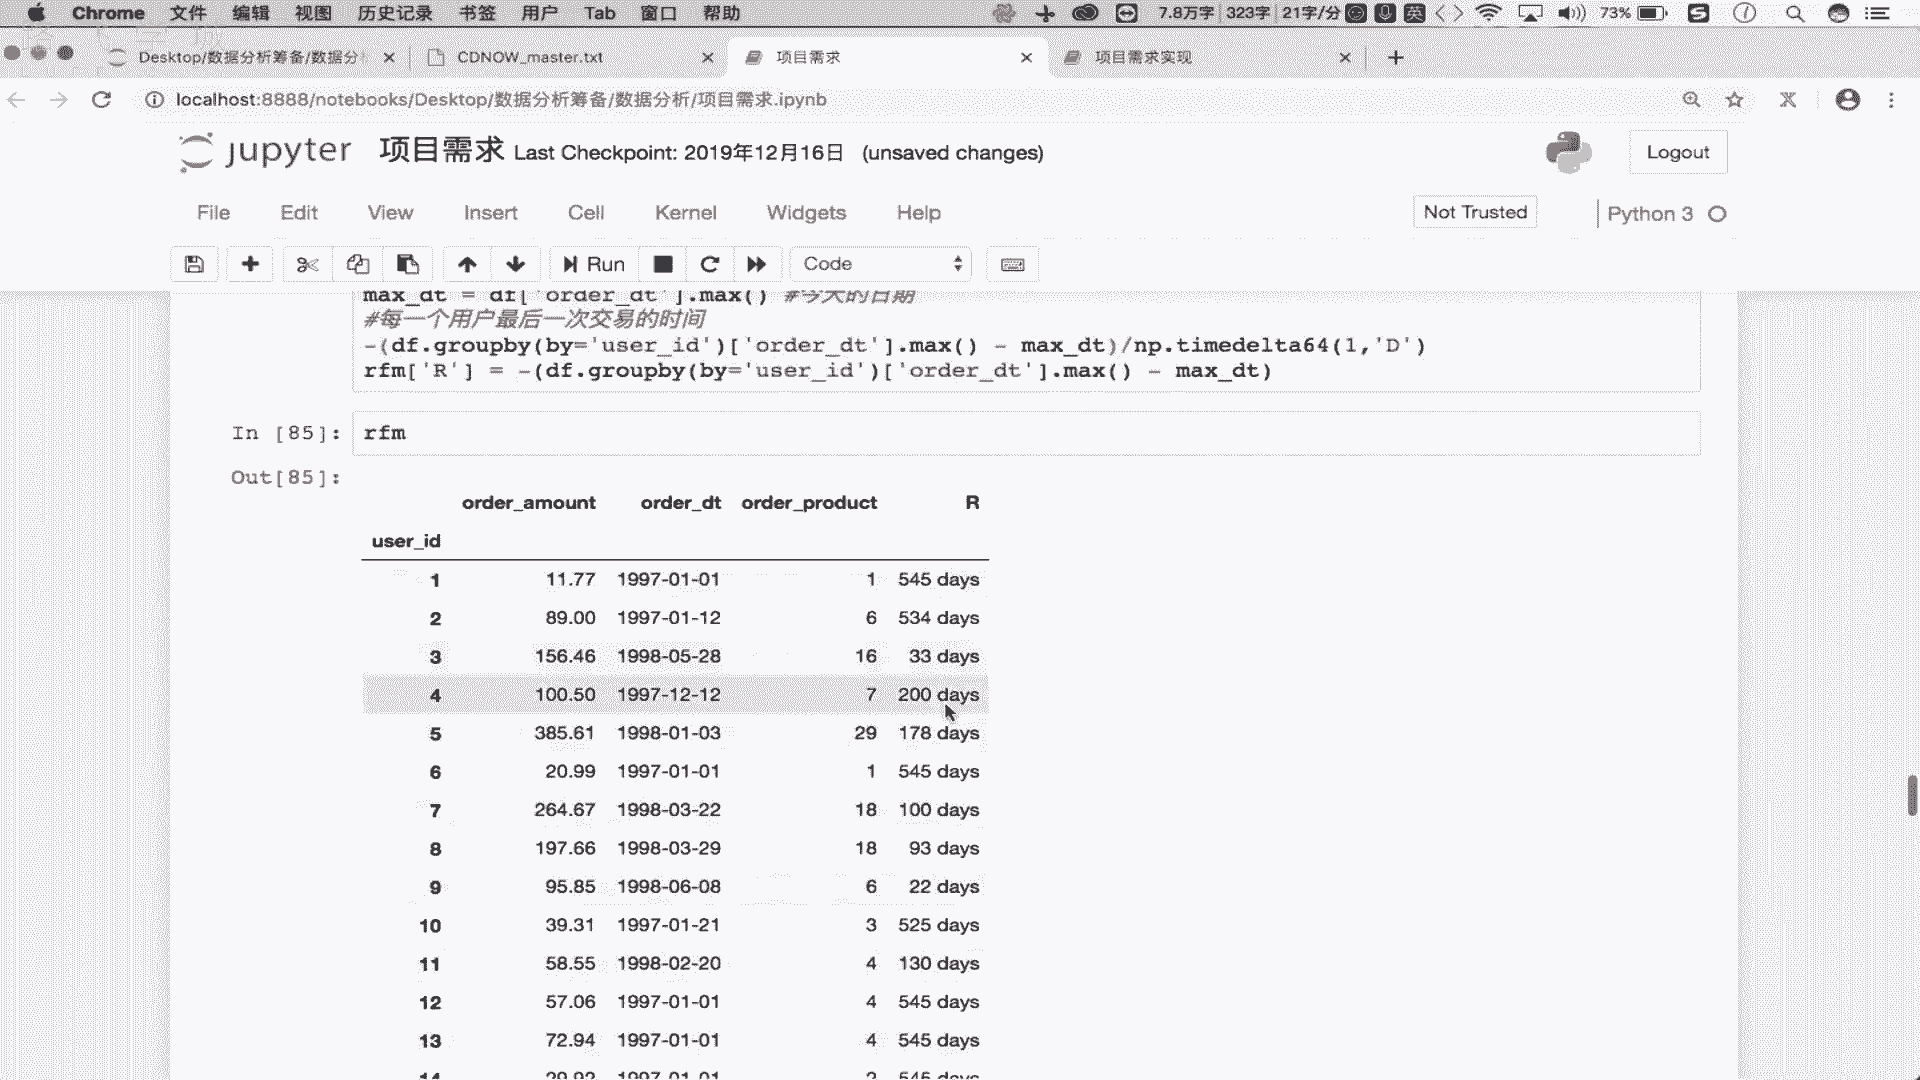 Chrome 文件 编辑 视图 历史记录 书签 用户 Tab 窗口 帮助 7.8万字 323字 21字/分 英 73%
Desktop/数据分析筹备/数据分 CDNOW_master.txt 项目需求 项目需求实现
localhost:8888/notebooks/Desktop/数据分析筹备/数据分析/项目需求.ipynb
jupyter 项目需求 Last Checkpoint: 2019年12月16日 (unsaved changes) Logout
File Edit View Insert Cell Kernel Widgets Help Not Trusted Python 3
Run Code
max_dt = df['order_dt'].max() #今天的日期
#每一个用户最后一次交易的时间
-(df.groupby(by='user_id')['order_dt'].max() - max_dt)/np.timedelta64(1,'D')
rfm['R'] = -(df.groupby(by='user_id')['order_dt'].max() - max_dt)
In [85]: rfm
Out[85]:
order_amount order_dt order_product R
user_id
1 11.77 1997-01-01 1 545 days
2 89.00 1997-01-12 6 534 days
3 156.46 1998-05-28 16 33 days
4 100.50 1997-12-12 7 200 days
5 385.61 1998-01-03 29 178 days
6 20.99 1997-01-01 1 545 days
7 264.67 1998-03-22 18 100 days
8 197.66 1998-03-29 18 93 days
9 95.85 1998-06-08 6 22 days
10 39.31 1997-01-21 3 525 days
11 58.55 1998-02-20 4 130 days
12 57.06 1997-01-01 4 545 days
13 72.94 1997-01-01 4 545 days